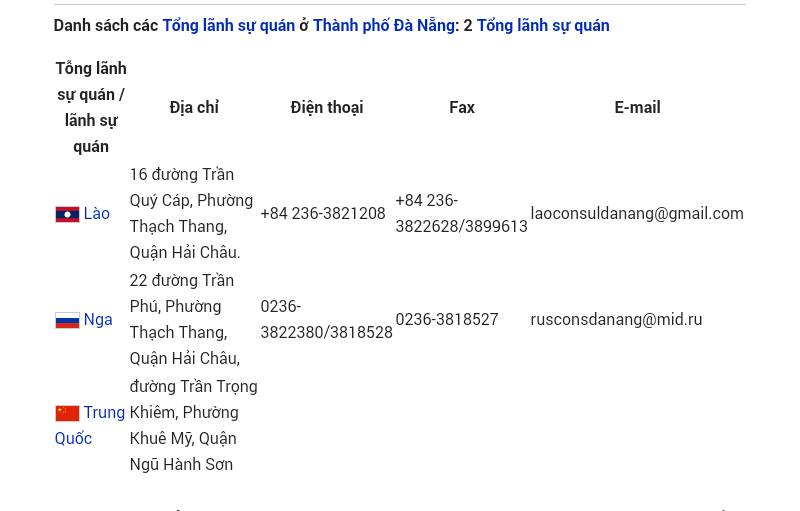 Danh sách các Tổng lãnh sự quán ở Thành phố Đà Nẵng: 2 Tổng lãnh sự quán
Tổng lãnh
sự quán /
lãnh sự
quán
Địa chỉ
Điện thoại
Fax
E-mail
Lào
16 đường Trần
Quý Cáp, Phường
Thạch Thang,
Quận Hải Châu.
+84 236-3821208
+84 236-
3822628/3899613
laoconsuldanang@gmail.com
Nga
22 đường Trần
Phú, Phường
Thạch Thang,
Quận Hải Châu,
0236-
3822380/3818528
0236-3818527
rusconsdanang@mid.ru
Trung
Quốc
đường Trần Trọng
Khiêm, Phường
Khuê Mỹ, Quận
Ngũ Hành Sơn